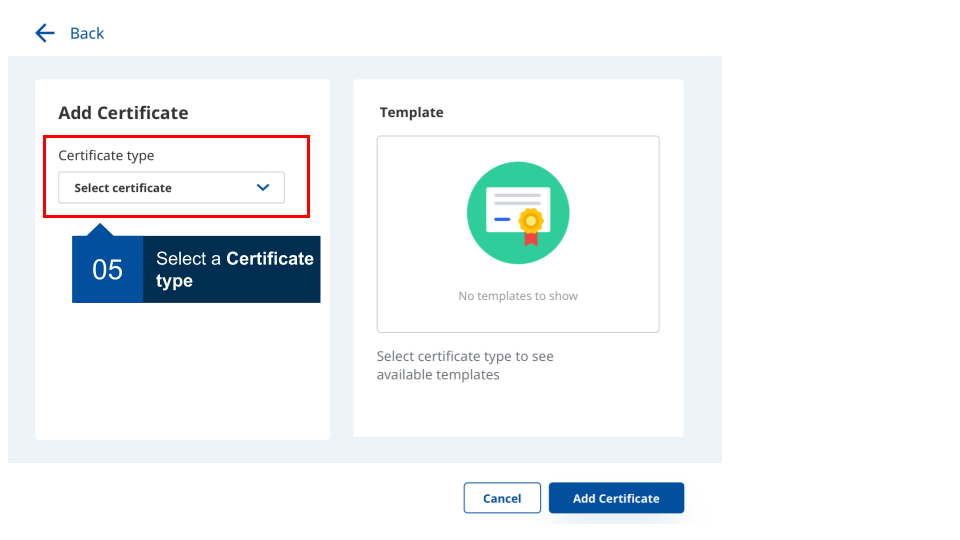 Back
Add Certificate
Certificate type
Select certificate
05
Select a Certificate
type
Template
No templates to show
Select certificate type to see
available templates
Cancel
Add Certificate